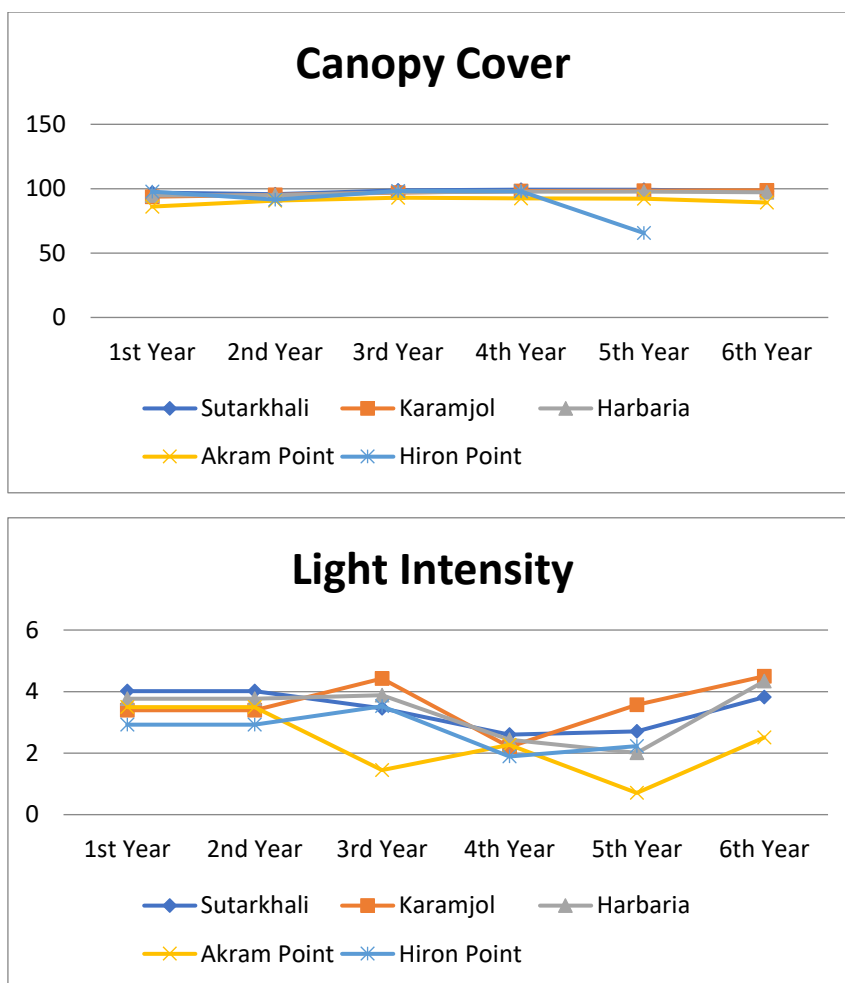 Canopy Cover
150
100
50
0
1st Year 2nd Year 3rd Year 4th Year 5th Year 6th Year
Sutarkhali Karamjol Harbaria
Akram Point Hiron Point
Light Intensity
6
4
2
0
1st Year 2nd Year 3rd Year 4th Year 5th Year 6th Year
Sutarkhali Karamjol Harbaria
Akram Point Hiron Point